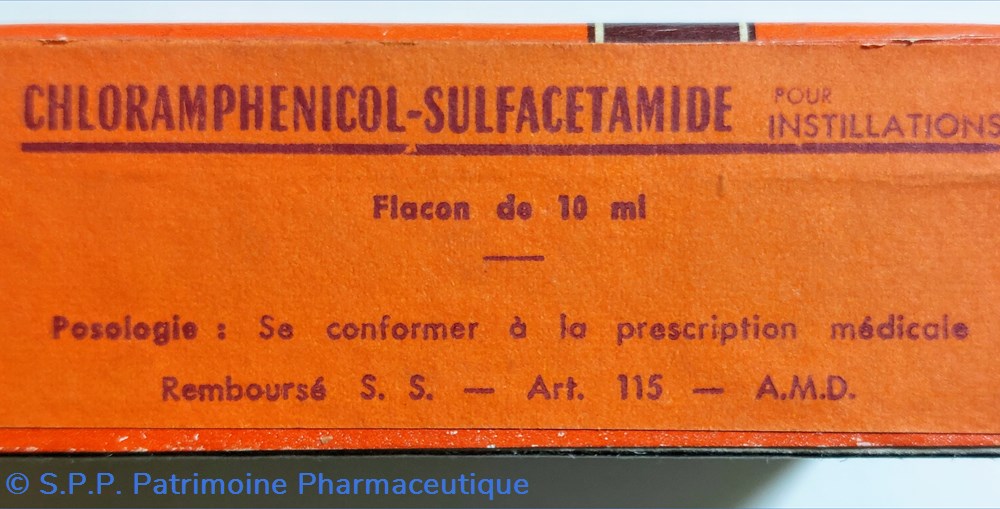 CHLORAMPHENICOL-SULFACETAMIDE POUR INSTILLATIONS
Flacon de 10 ml
Posologie : Se conformer à la prescription médicale
Remboursé S. S. — Art. 115 — A.M.D.
© S.P.P. Patrimoine Pharmaceutique